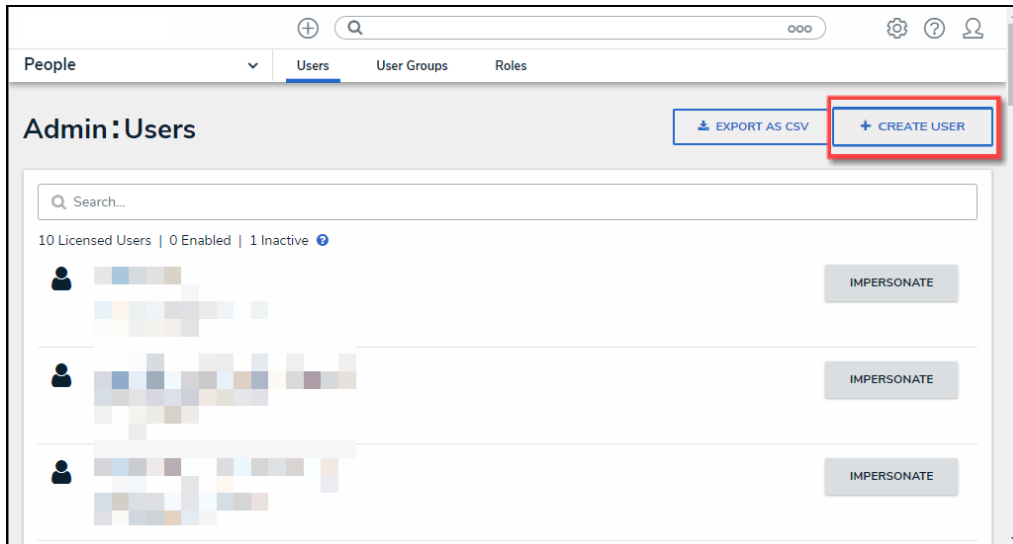 People
Users
User Groups
Roles
Admin:Users
EXPORT AS CSV
+ CREATE USER
Search...
10 Licensed Users | 0 Enabled | 1 Inactive
IMPERSONATE
IMPERSONATE
IMPERSONATE